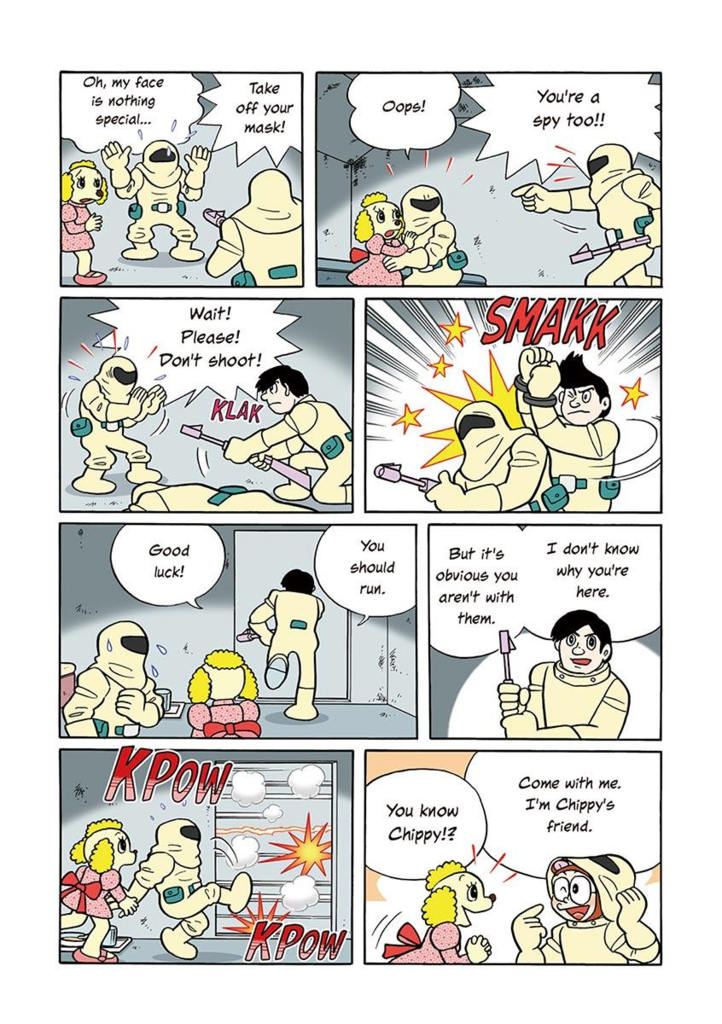 You're a
spy too!!
Oops!
Take
off your
mask!
Oh, my face
is nothing
special...
SMAKK
Wait!
Please!
Don't shoot!
KLAK
I don't know
why you're
here.
But it's
obvious you
aren't with
them.
You
should
run.
Good
luck!
Come with me.
I'm Chippy's
friend.
You know
Chippy!?
KPOW
KPOW